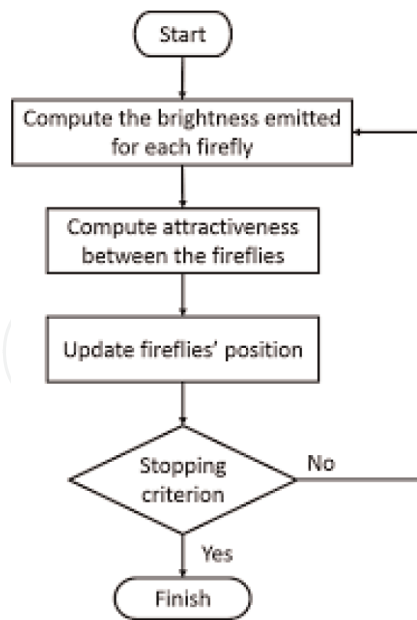 Start
Compute the brightness emitted
for each firefly
Compute attractiveness
between the fireflies
Update fireflies' position
Stopping
criterion
No
Yes
Finish